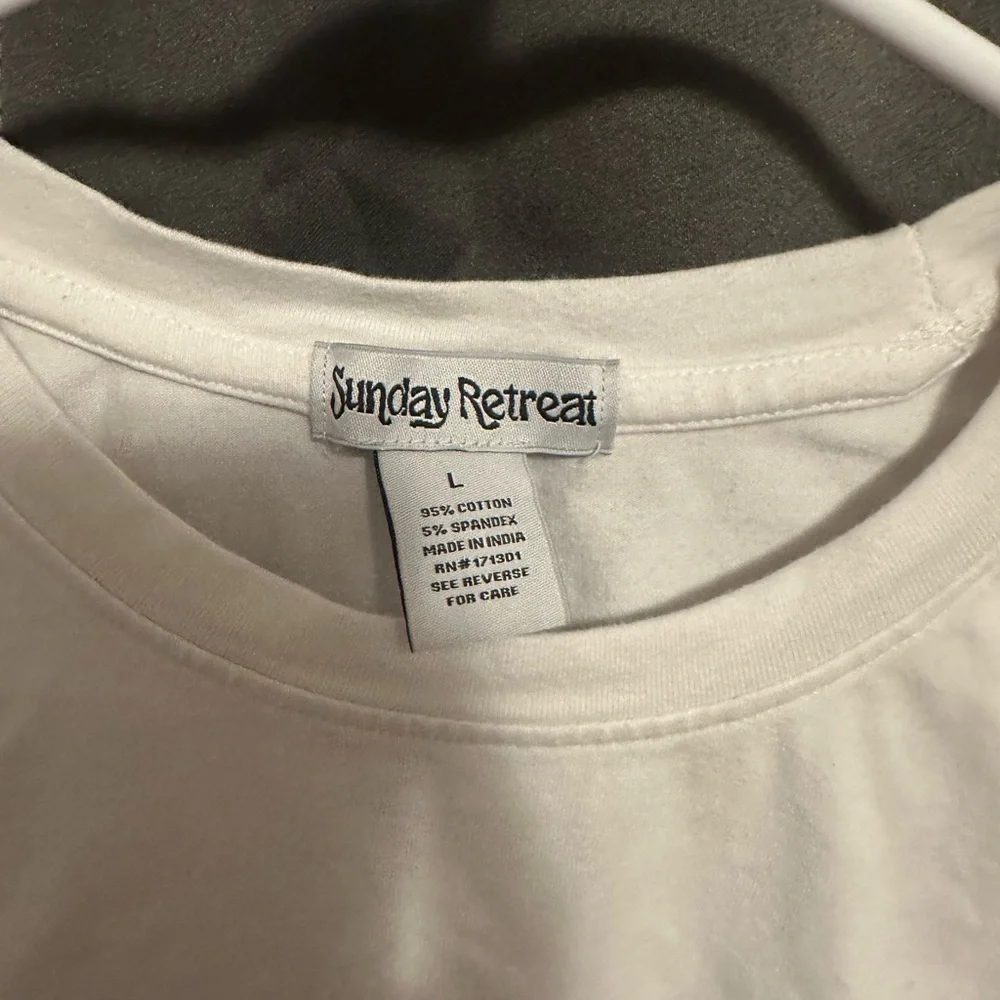 Sunday Retreat
L
95% COTTON
5% SPANDEX
MADE IN INDIA
RN#171301
SEE REVERSE
FOR CARE